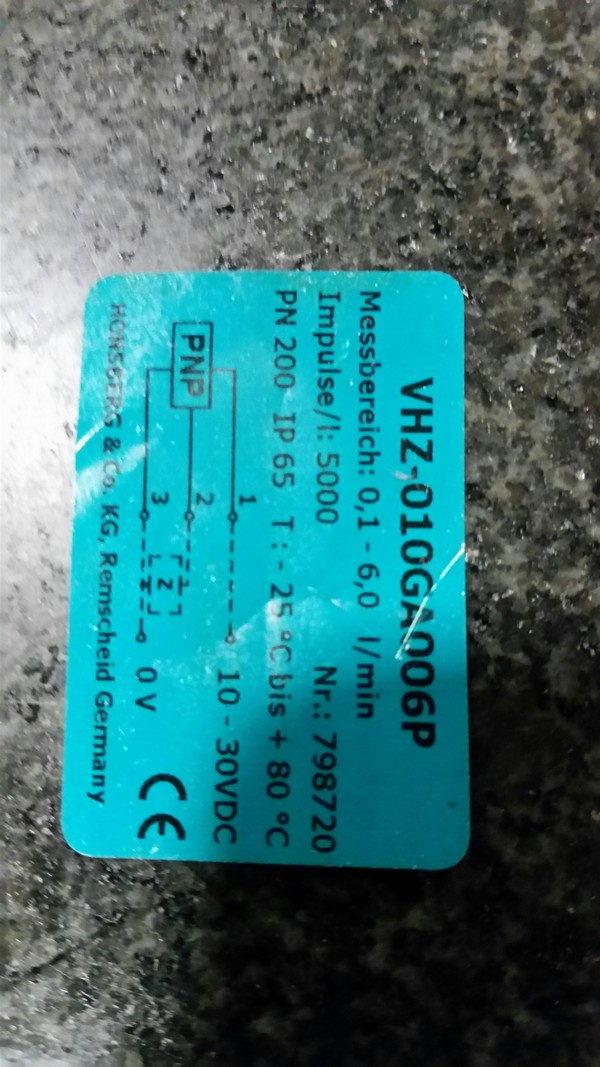 VHZ-010GA006P
Messbereich: 0,1 - 6,0 l/min
Impulse/l: 5000 Nr.: 798720
PN 200 IP 65 T : - 25 °C bis + 80 °C
1 10 - 30VDC
PNP 2 Z
3 0 V
CE
HONSBERG & Co. KG, Remscheid Germany